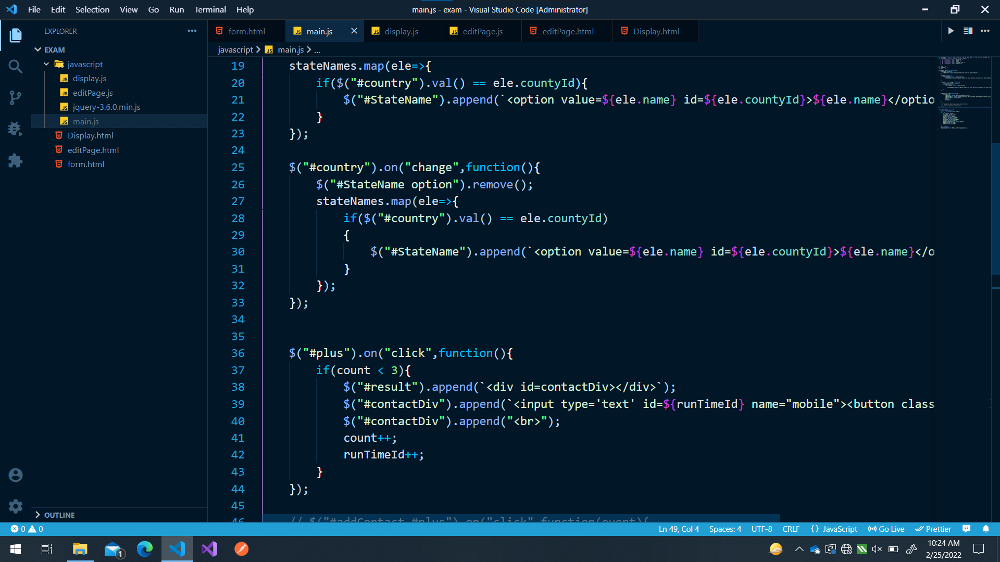 File Edit Selection View Go Run Terminal Help
main.js - exam - Visual Studio Code [Administrator]
EXPLORER
EXAM
javascript
display.js
editPage.js
jquery-3.6.0.min.js
main.js
Display.html
editPage.html
form.html
OUTLINE
form.html main.js display.js editPage.js editPage.html Display.html
javascript > main.js > ...
19 stateNames.map(ele=>{
20 if($("#country").val() == ele.countyId){
21 $("#StateName").append(`<option value=${ele.name} id=${ele.countyId}>${ele.name}</optio
22 }
23 });
24
25 $("#country").on("change",function(){
26 $("#StateName option").remove();
27 stateNames.map(ele=>{
28 if($("#country").val() == ele.countyId)
29 {
30 $("#StateName").append(`<option value=${ele.name} id=${ele.countyId}>${ele.name}</o
31 }
32 });
33 });
34
35
36 $("#plus").on("click",function(){
37 if(count < 3){
38 $("#result").append(`<div id=contactDiv></div>`);
39 $("#contactDiv").append(`<input type='text' id=${runTimeId} name="mobile"><button class
40 $("#contactDiv").append("<br>");
41 count++;
42 runTimeId++;
43 }
44 });
45
46 // $("#addContact #plus").on("click",function(event){
0 0
Ln 49, Col 4 Spaces: 4 UTF-8 CRLF {} JavaScript Go Live Prettier
1
10:24 AM
2/25/2022